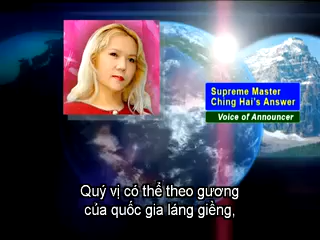 Supreme Master
Ching Hai's Answer
Voice of Announcer
Quý vị có thể theo gương
của quốc gia láng giềng,